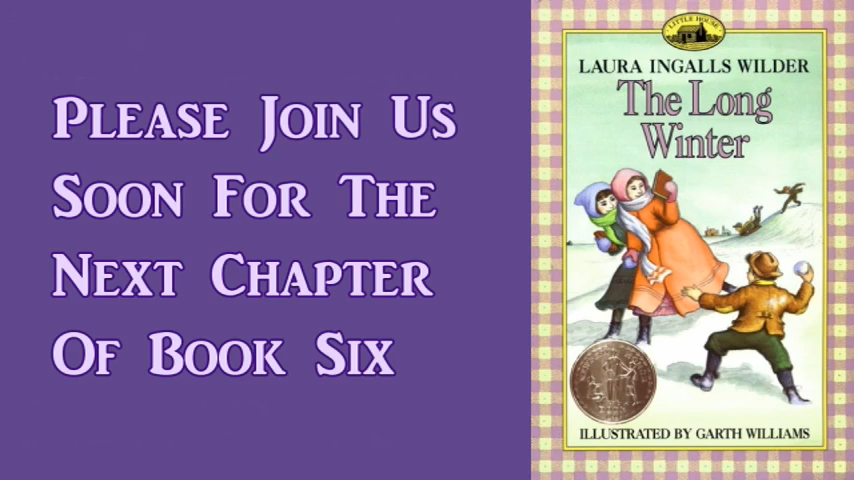 Please Join Us
Soon For The
Next Chapter
Of Book Six
LITTLE HOUSE
LAURA INGALLS WILDER
The Long
Winter
ILLUSTRATED BY GARTH WILLIAMS